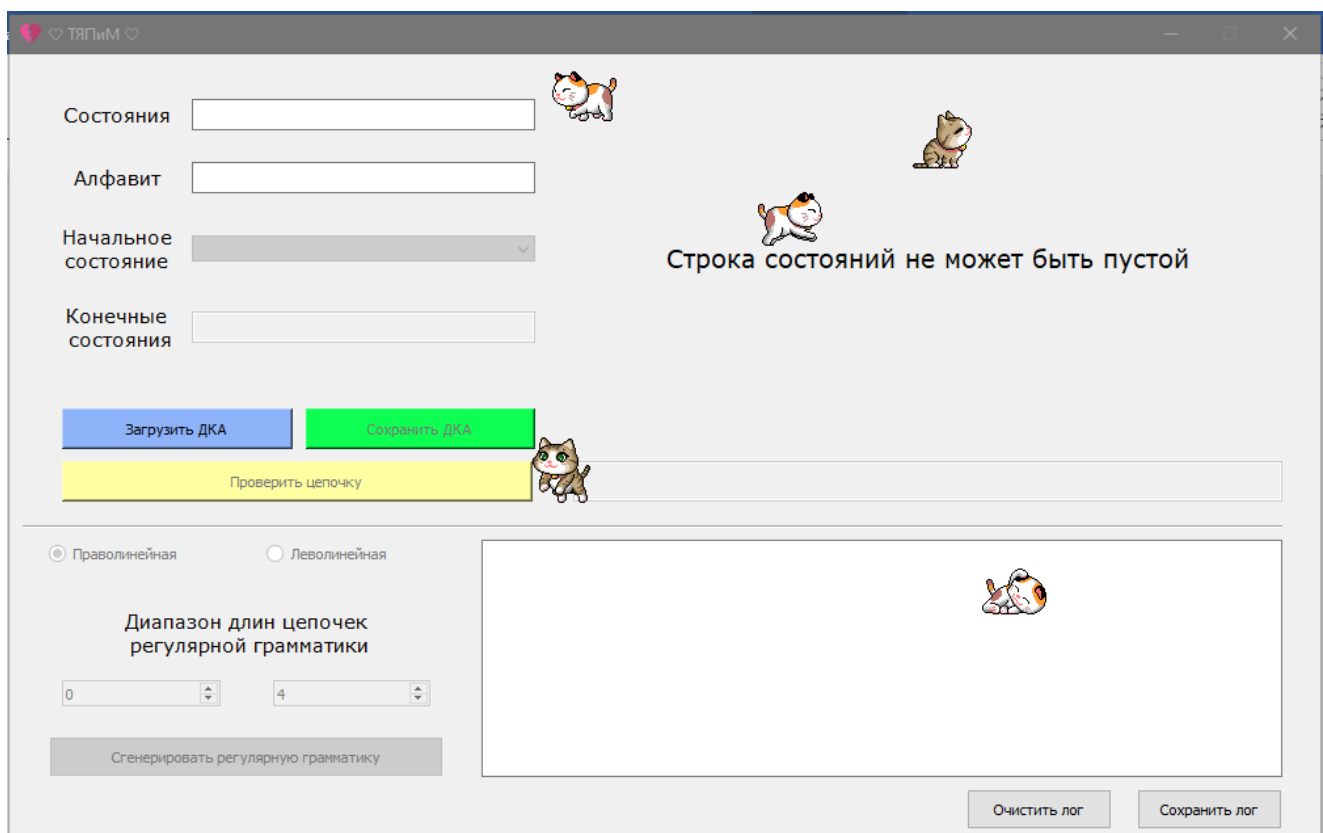 ♡ ТЯПиМ ♡
Состояния
Алфавит
Начальное
состояние
Строка состояний не может быть пустой
Конечные
состояния
Загрузить ДКА
Сохранить ДКА
Проверить цепочку
Праволинейная
Леволинейная
Диапазон длин цепочек
регулярной грамматики
0
4
Сгенерировать регулярную грамматику
Очистить лог
Сохранить лог